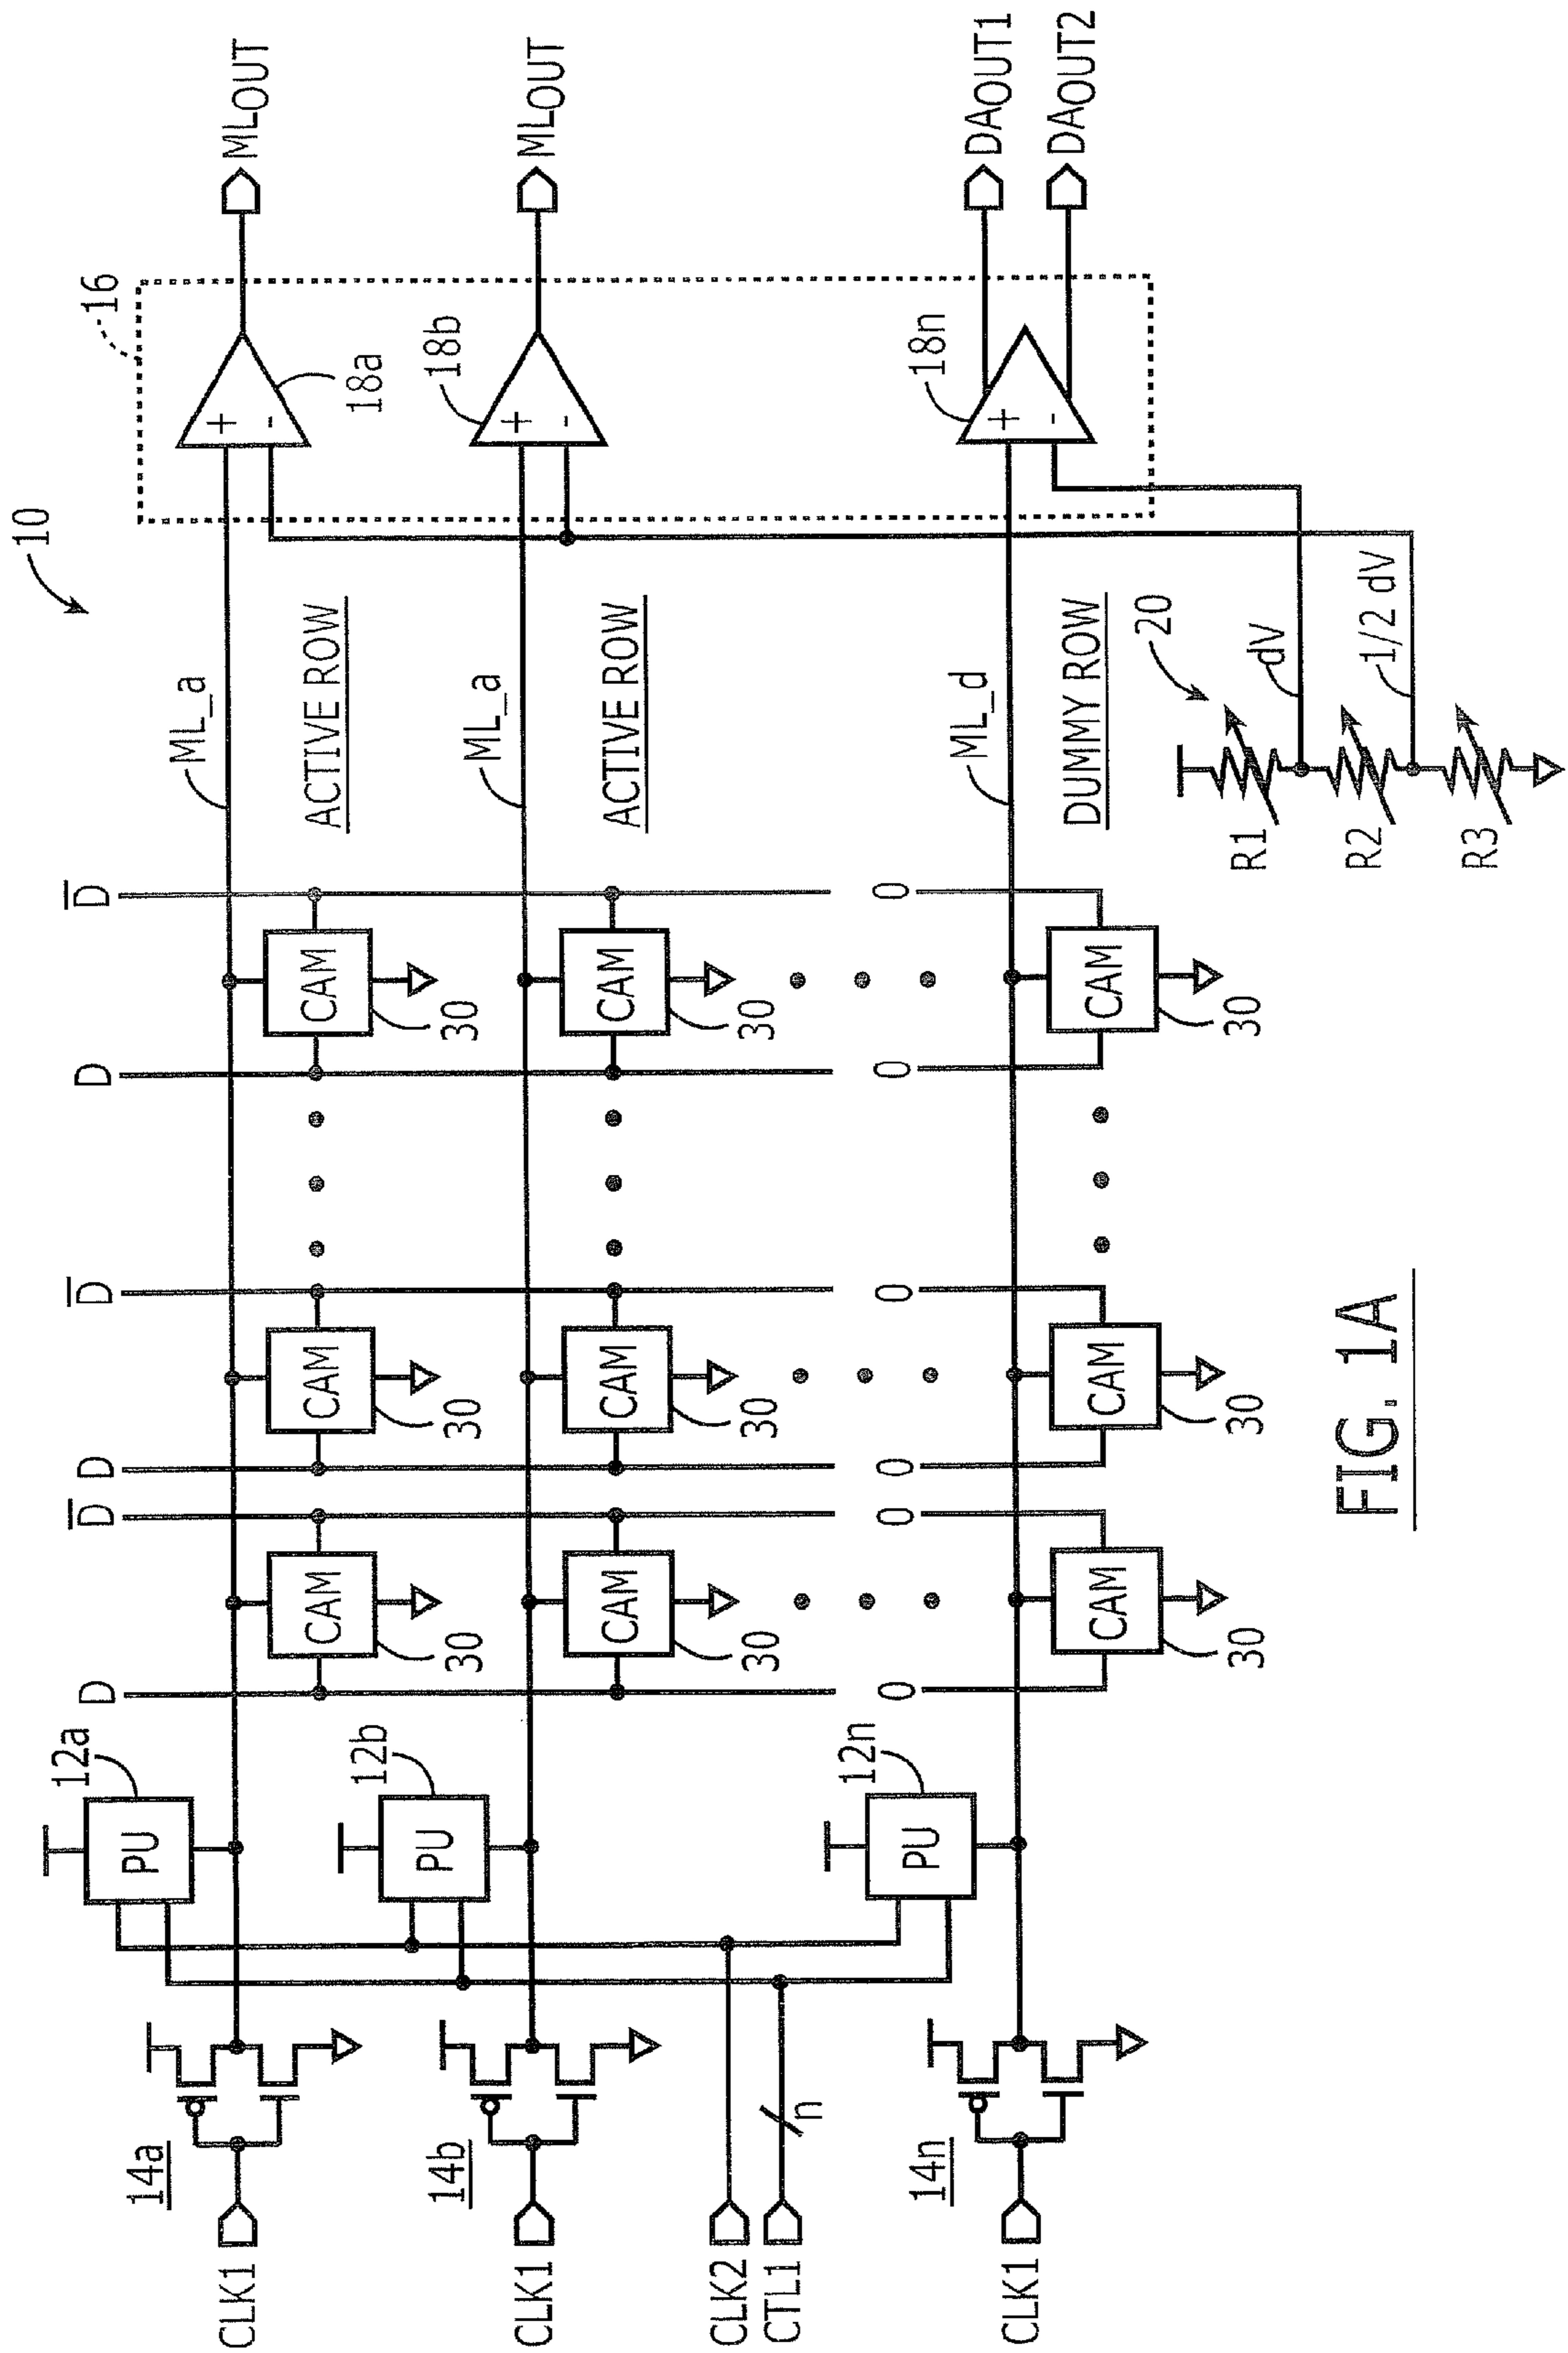 10
12a
D D̅ D D̅ D D̅
16
PU
14a
ML_a
CLK1
+
-
MLOUT
CAM CAM CAM
ACTIVE ROW
18a
12b
30 30 30
PU
18b
14b
ML_a
CLK1
+
-
MLOUT
CAM CAM CAM
ACTIVE ROW
CLK2
30 30 30
CTL1
n
12n
0 0 0 0 0 0
PU
18n
14n
ML_d
DAOUT1
CLK1
+
-
DAOUT2
CAM CAM CAM
DUMMY ROW
20
30 30 30
R1
dV
R2
1/2 dV
R3
FIG. 1A